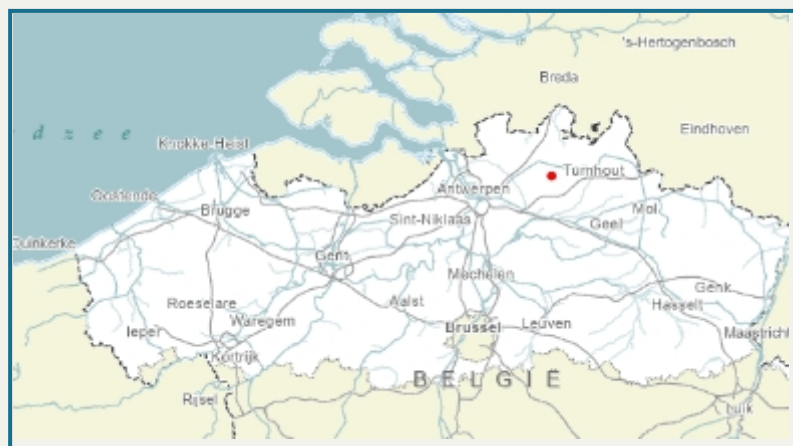 's-Hertogenbosch
Breda
Eindhoven
d z e e
Knokke-Heist
Turnhout
Oostende
Antwerpen
Brugge
Mol
Sint-Niklaas
Geel
Duinkerke
Gent
Mechelen
Genk
Roeselare
Aalst
Hasselt
Waregem
Ieper
Brussel
Leuven
Maastricht
Kortrijk
BELGIË
Rijsel
Luik